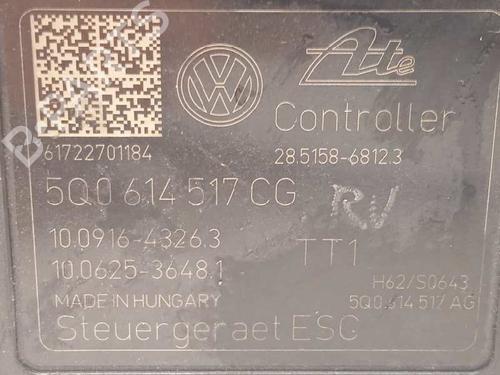 Ate
Controller
61722701184
28.5158-6812.3
5Q0 614 517 CG
RV
10.0916-4326.3
TT1
10.0625-3648.1
H62/S0643
MADE IN HUNGARY
5Q0 614 517 AG
Steuergeraet ESG